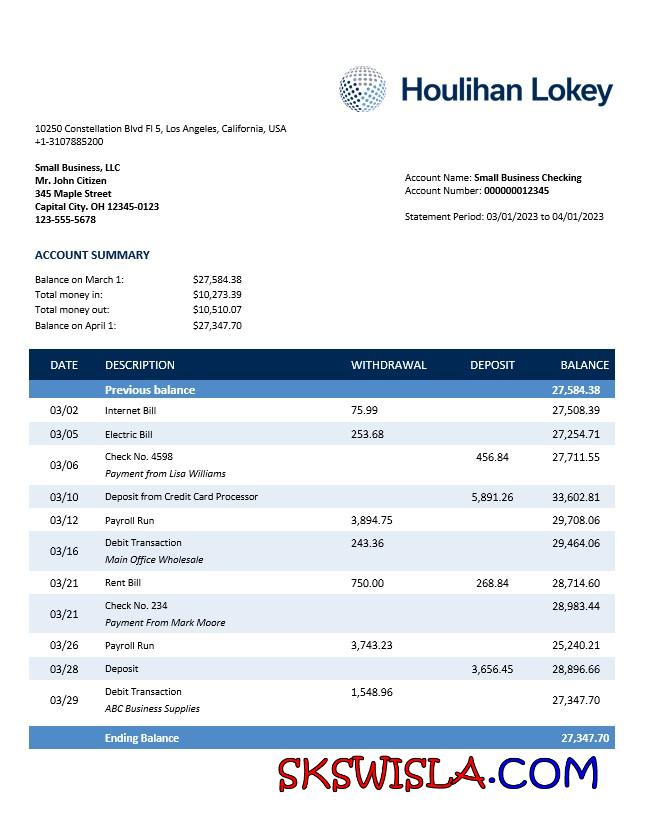 Houlihan Lokey
10250 Constellation Blvd Fl 5, Los Angeles, California, USA
+1-3107885200
Small Business, LLC
Mr. John Citizen
345 Maple Street
Capital City. OH 12345-0123
123-555-5678
Account Name: Small Business Checking
Account Number: 000000012345
Statement Period: 03/01/2023 to 04/01/2023
ACCOUNT SUMMARY
Balance on March 1: $27,584.38
Total money in: $10,273.39
Total money out: $10,510.07
Balance on April 1: $27,347.70
DATE DESCRIPTION WITHDRAWAL DEPOSIT BALANCE
Previous balance 27,584.38
03/02 Internet Bill 75.99 27,508.39
03/05 Electric Bill 253.68 27,254.71
03/06 Check No. 4598 456.84 27,711.55
Payment from Lisa Williams
03/10 Deposit from Credit Card Processor 5,891.26 33,602.81
03/12 Payroll Run 3,894.75 29,708.06
03/16 Debit Transaction 243.36 29,464.06
Main Office Wholesale
03/21 Rent Bill 750.00 268.84 28,714.60
03/21 Check No. 234 28,983.44
Payment From Mark Moore
03/26 Payroll Run 3,743.23 25,240.21
03/28 Deposit 3,656.45 28,896.66
03/29 Debit Transaction 1,548.96 27,347.70
ABC Business Supplies
Ending Balance 27,347.70
SKSWISLA.COM